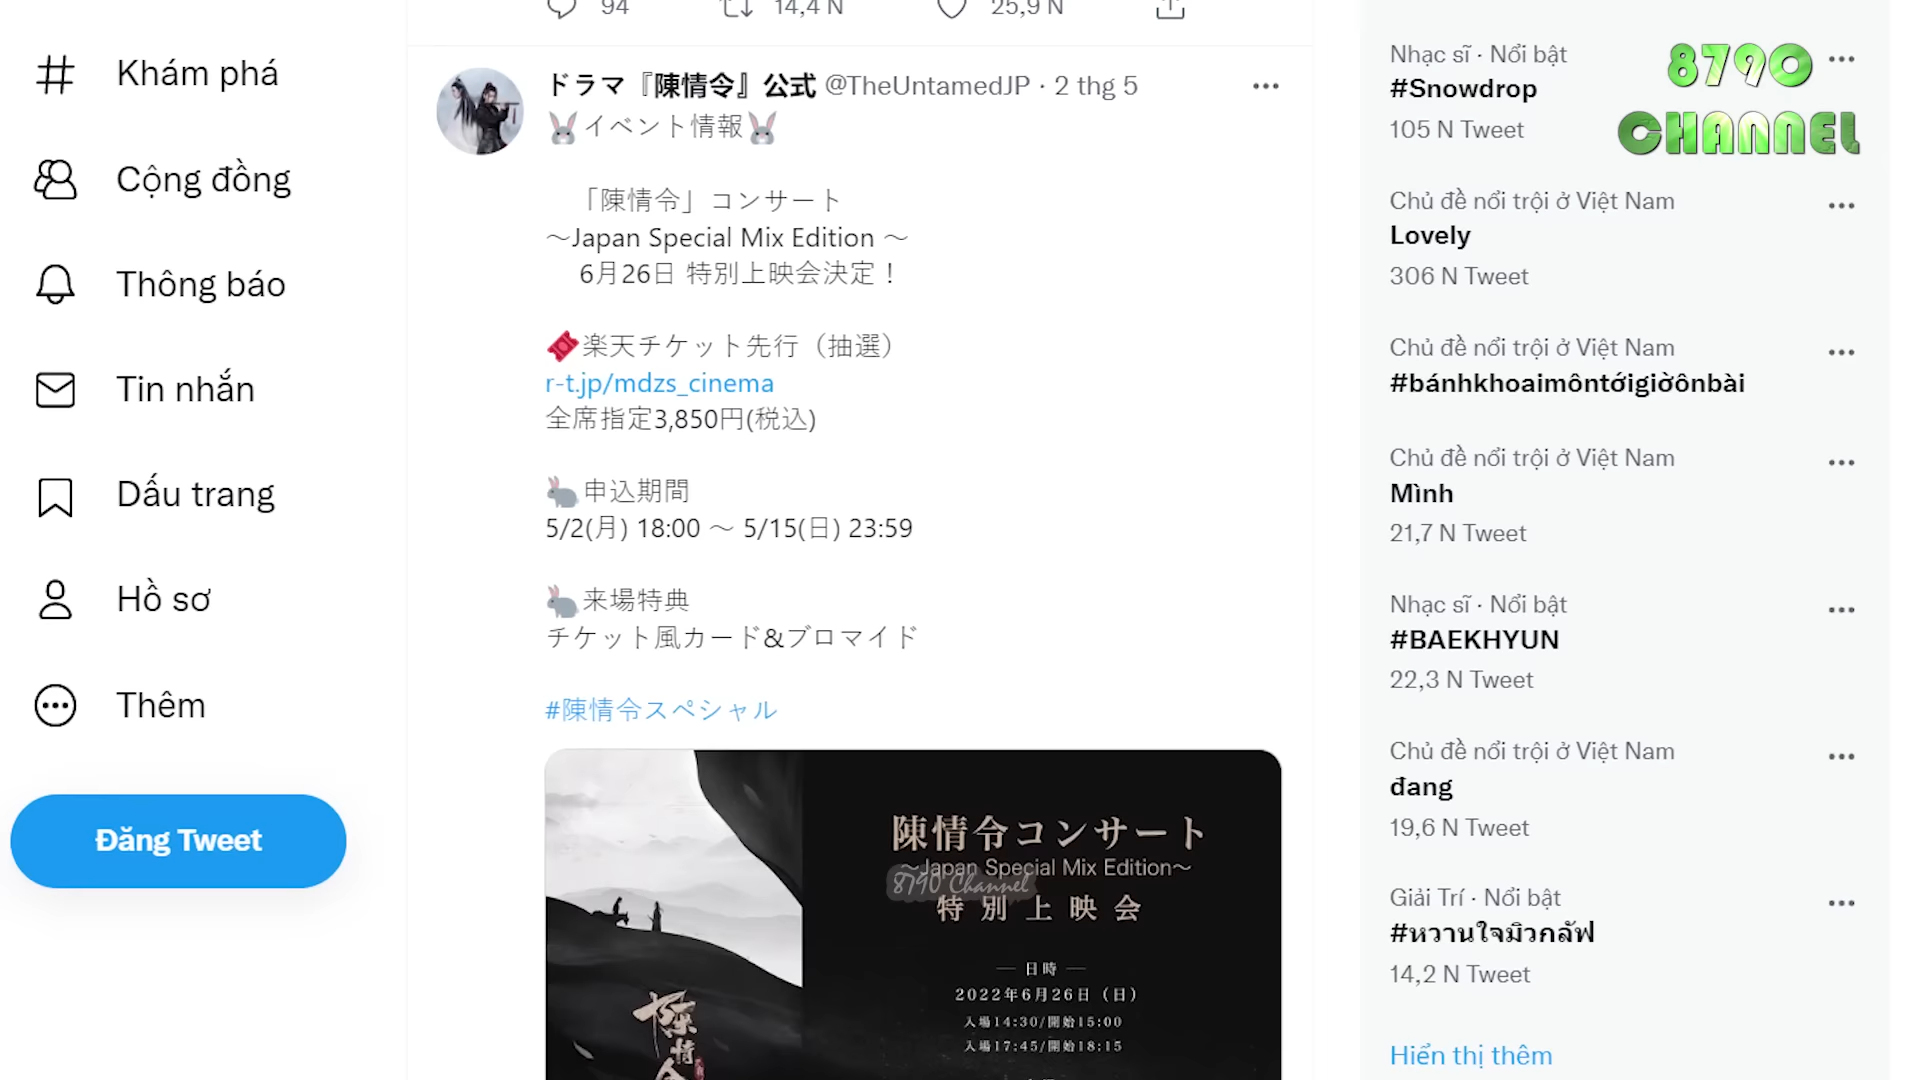 94 14,4 N 25,9 N
Khám phá
Cộng đồng
Thông báo
Tin nhắn
Dấu trang
Hồ sơ
Thêm
Đăng Tweet
ドラマ『陳情令』公式 @TheUntamedJP · 2 thg 5
🐰イベント情報🐰
「陳情令」コンサート
～Japan Special Mix Edition ～
6月26日 特別上映会決定！
🎫楽天チケット先行（抽選）
r-t.jp/mdzs_cinema
全席指定3,850円(税込)
🐇申込期間
5/2(月) 18:00 ～ 5/15(日) 23:59
🐇来場特典
チケット風カード&ブロマイド
#陳情令スペシャル
陳情令コンサート
～Japan Special Mix Edition～
8790 Channel
特別上映会
― 日時 ―
2022年6月26日（日）
入場14:30/開始15:00
入場17:45/開始18:15
陳情令
8790
CHANNEL
Nhạc sĩ · Nổi bật
#Snowdrop
105 N Tweet
Chủ đề nổi trội ở Việt Nam
Lovely
306 N Tweet
Chủ đề nổi trội ở Việt Nam
#bánhkhoaimôntớigiờônbài
Chủ đề nổi trội ở Việt Nam
Mình
21,7 N Tweet
Nhạc sĩ · Nổi bật
#BAEKHYUN
22,3 N Tweet
Chủ đề nổi trội ở Việt Nam
đang
19,6 N Tweet
Giải Trí · Nổi bật
#หวานใจมิวกลัฟ
14,2 N Tweet
Hiển thị thêm